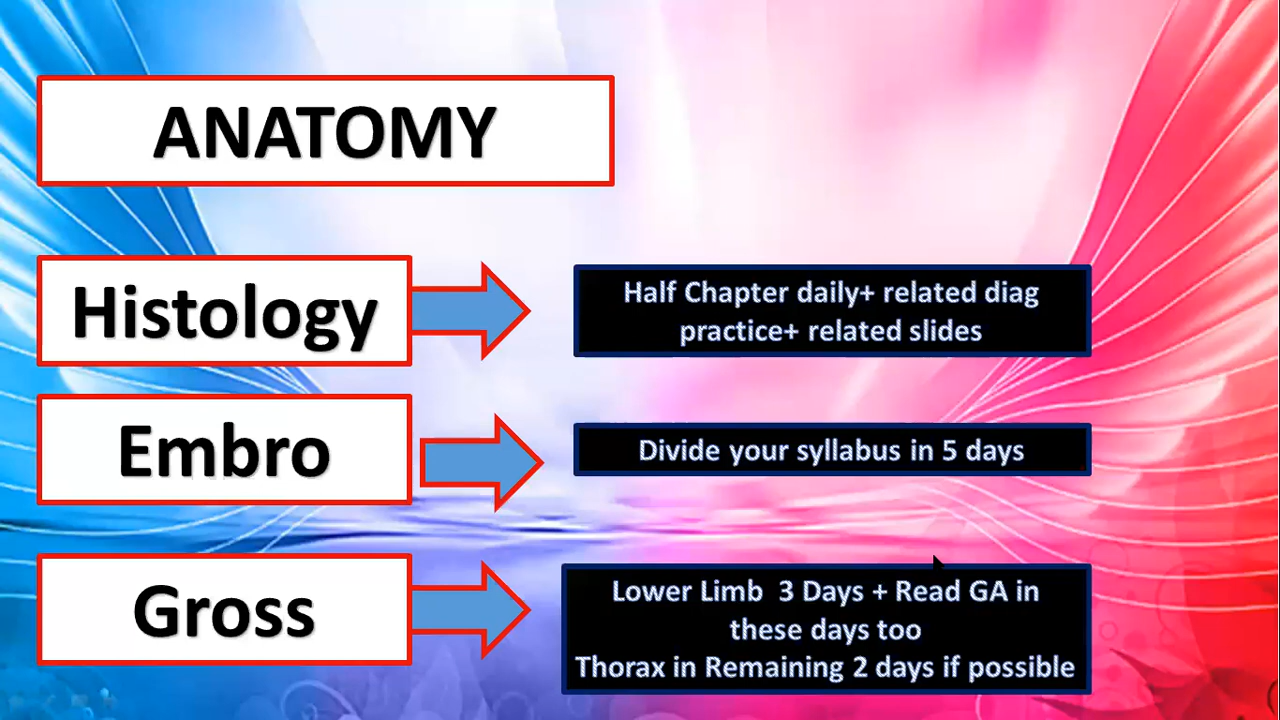 ANATOMY
Histology
Half Chapter daily+ related diag
practice+ related slides
Embro
Divide your syllabus in 5 days
Gross
Lower Limb 3 Days + Read GA in
these days too
Thorax in Remaining 2 days if possible